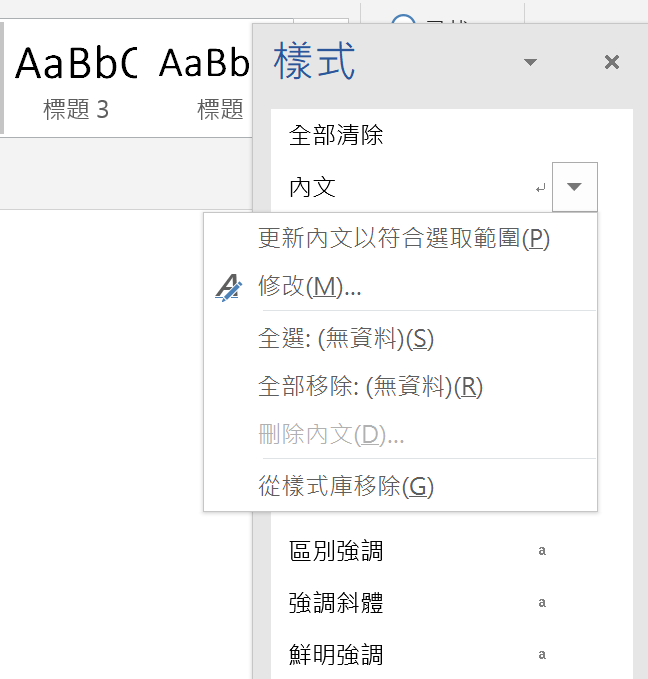 AaBbC AaBb
標題 3 標題
樣式
全部清除
內文 ↵
更新內文以符合選取範圍(P)
修改(M)...
全選: (無資料)(S)
全部移除: (無資料)(R)
刪除內文(D)...
從樣式庫移除(G)
區別強調 a
強調斜體 a
鮮明強調 a